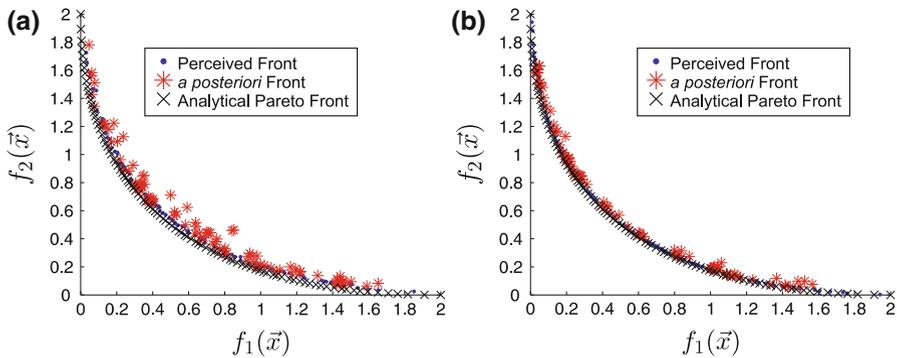 (a)
2
1.8
1.6
1.4
1.2
1
0.8
0.6
0.4
0.2
0
f₂(x⃗)
Perceived Front
a posteriori Front
Analytical Pareto Front
0 0.2 0.4 0.6 0.8 1 1.2 1.4 1.6 1.8 2
f₁(x⃗)
(b)
2
1.8
1.6
1.4
1.2
1
0.8
0.6
0.4
0.2
0
f₂(x⃗)
Perceived Front
a posteriori Front
Analytical Pareto Front
0 0.2 0.4 0.6 0.8 1 1.2 1.4 1.6 1.8 2
f₁(x⃗)